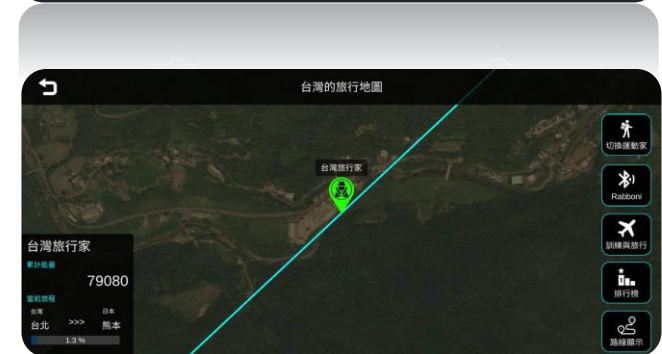 台灣的旅行地圖
切換運動家
台灣旅行家
Rabboni
台灣旅行家
訓練與旅行
累計能量
79080
當前旅程
台灣 日本
台北 >>> 熊本
1.3 %
排行榜
路線顯示